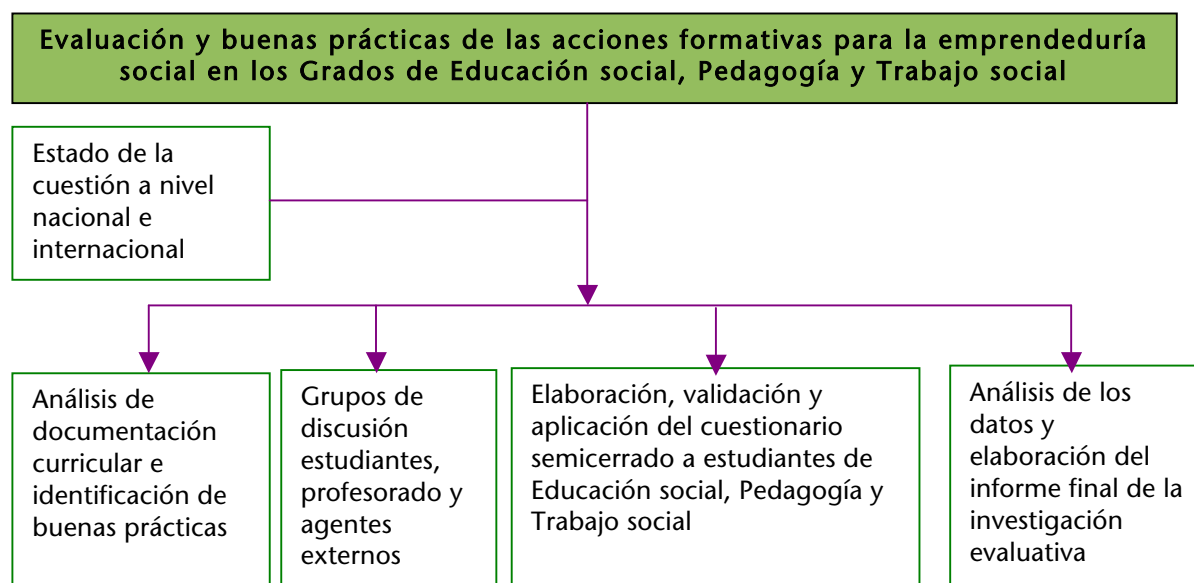 Evaluación y buenas prácticas de las acciones formativas para la emprendeduría
social en los Grados de Educación social, Pedagogía y Trabajo social
Estado de la
cuestión a nivel
nacional e
internacional
Análisis de
documentación
curricular e
identificación de
buenas prácticas
Grupos de
discusión
estudiantes,
profesorado y
agentes
externos
Elaboración, validación y
aplicación del cuestionario
semicerrado a estudiantes de
Educación social, Pedagogía y
Trabajo social
Análisis de los
datos y
elaboración del
informe final de la
investigación
evaluativa